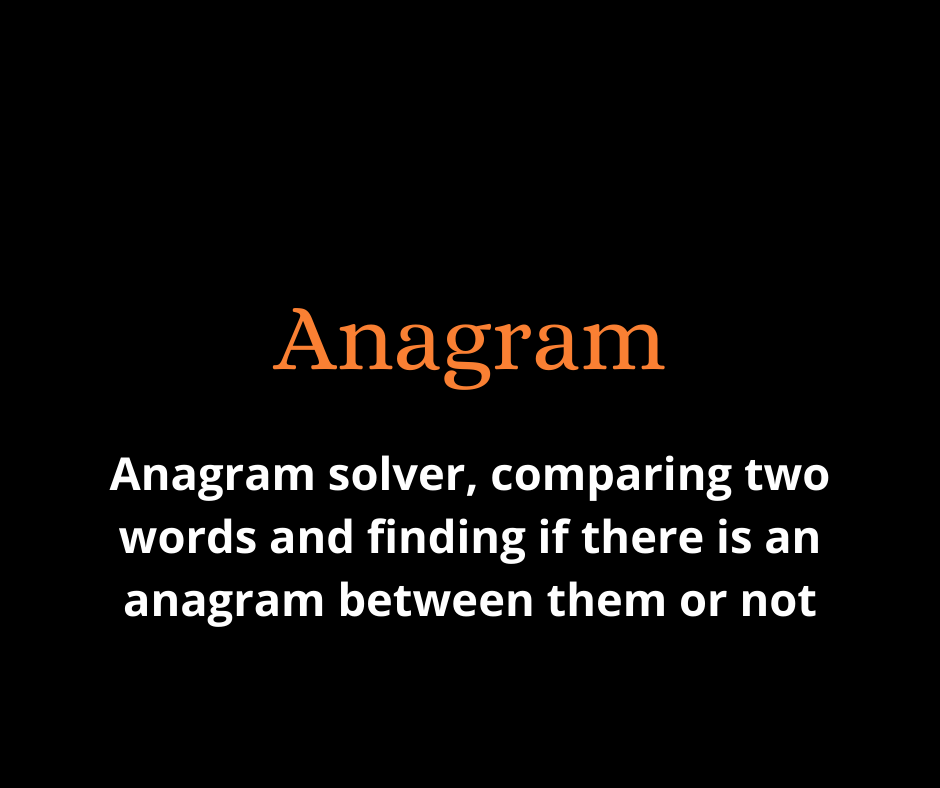 Anagram
Anagram solver, comparing two
words and finding if there is an
anagram between them or not